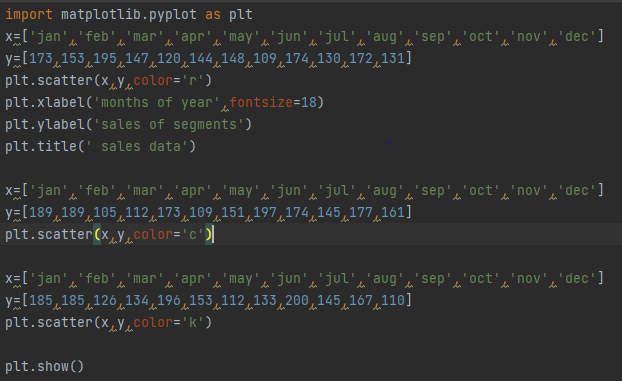 import matplotlib.pyplot as plt
x=['jan','feb','mar','apr','may','jun','jul','aug','sep','oct','nov','dec']
y=[173,153,195,147,120,144,148,109,174,130,172,131]
plt.scatter(x,y,color='r')
plt.xlabel('months of year',fontsize=18)
plt.ylabel('sales of segments')
plt.title(' sales data')
x=['jan','feb','mar','apr','may','jun','jul','aug','sep','oct','nov','dec']
y=[189,189,105,112,173,109,151,197,174,145,177,161]
plt.scatter(x,y,color='c')
x=['jan','feb','mar','apr','may','jun','jul','aug','sep','oct','nov','dec']
y=[185,185,126,134,196,153,112,133,200,145,167,110]
plt.scatter(x,y,color='k')
plt.show()